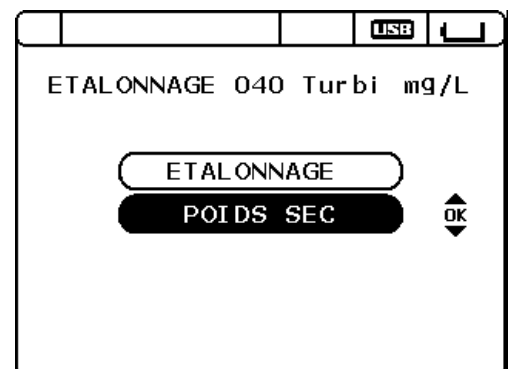 USB
ETALONNAGE 040 Turbi mg/L
ETALONNAGE
POIDS SEC
OK